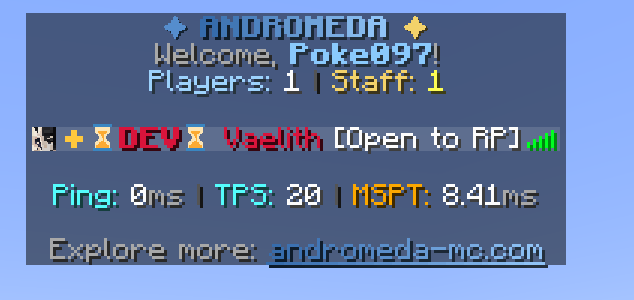 ANDROMEDA
Welcome, Poke097!
Players: 1 | Staff: 1
+ DEV Vaelith [Open to RP]
Ping: 0ms | TPS: 20 | MSPT: 8.41ms
Explore more: andromeda-mc.com